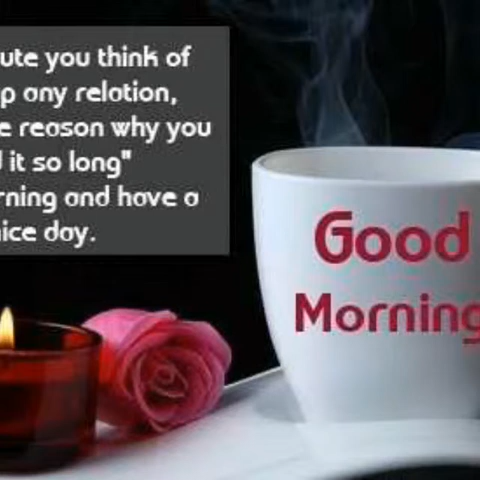 ute you think of
p any relation,
e reason why you
d it so long"
rning and have a
nice day.
Good
Morning